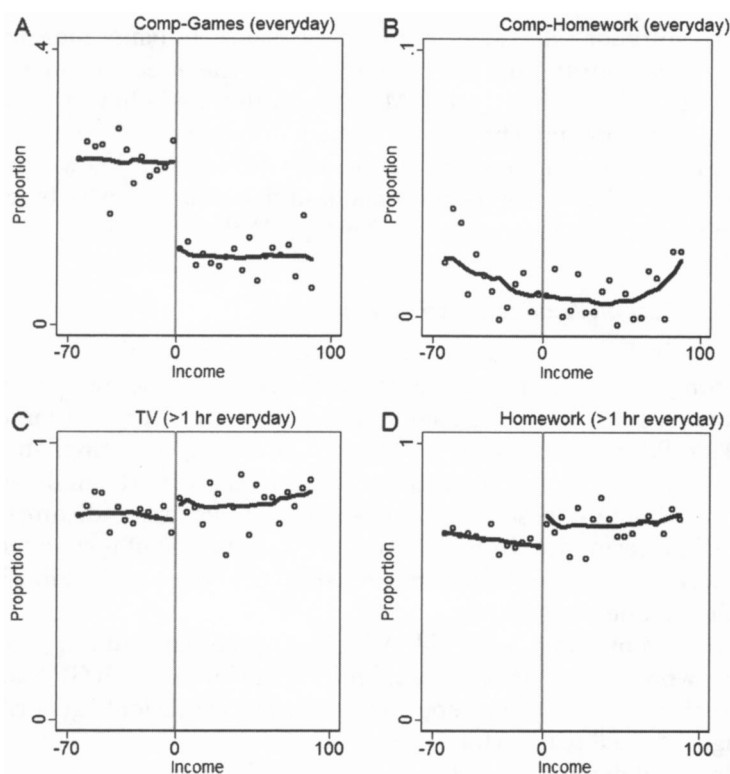 A Comp-Games (everyday)
.4
Proportion
0
-70 0 100
Income
B Comp-Homework (everyday)
.1
Proportion
0
-70 0 100
Income
C TV (>1 hr everyday)
1
Proportion
0
-70 0 100
Income
D Homework (>1 hr everyday)
1
Proportion
0
-70 0 100
Income